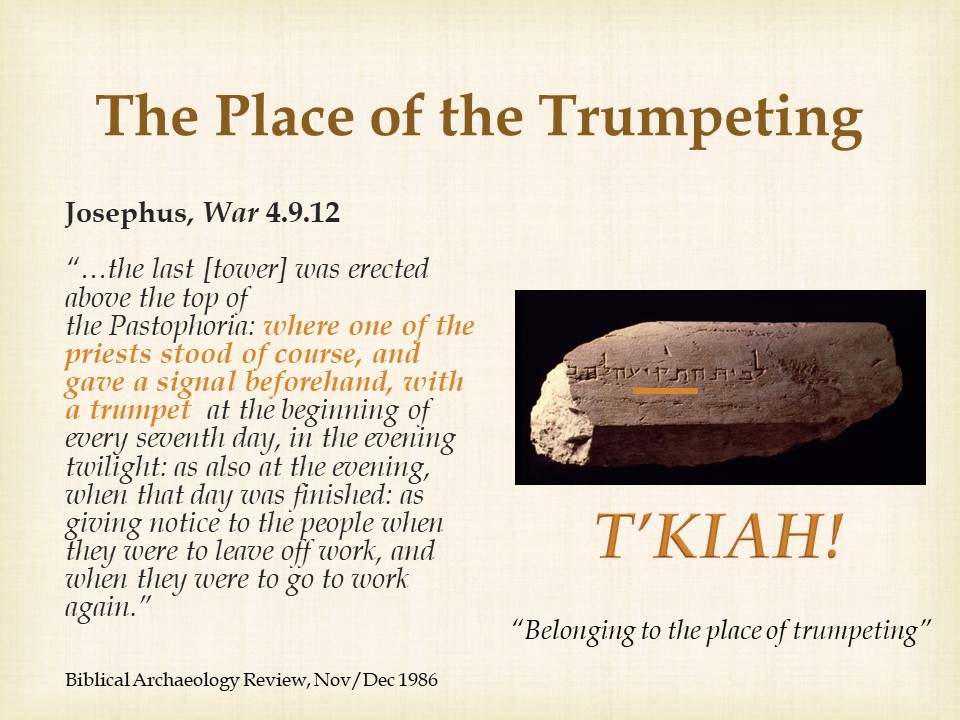 The Place of the Trumpeting
Josephus, War 4.9.12
“…the last [tower] was erected
above the top of
the Pastophoria: where one of the
priests stood of course, and
gave a signal beforehand, with
a trumpet at the beginning of
every seventh day, in the evening
twilight: as also at the evening,
when that day was finished: as
giving notice to the people when
they were to leave off work, and
when they were to go to work
again.”
לבית התקיעה
T’KIAH!
“Belonging to the place of trumpeting”
Biblical Archaeology Review, Nov/Dec 1986